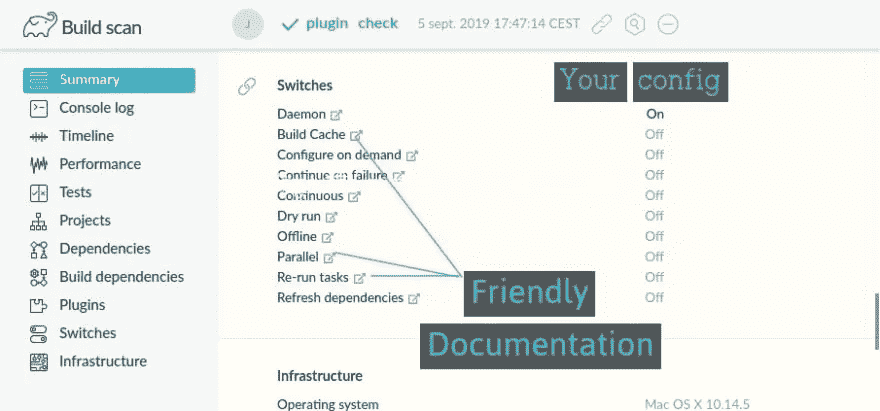 Build scan
J
plugin check
5 sept. 2019 17:47:14 CEST
Summary
Console log
Timeline
Performance
Tests
Projects
Dependencies
Build dependencies
Plugins
Switches
Infrastructure
Switches
Your config
Daemon On
Build Cache Off
Configure on demand Off
Continue on failure Off
Continuous Off
Dry run Off
Offline Off
Parallel Off
Re-run tasks Off
Refresh dependencies Off
Friendly
Documentation
Infrastructure
Operating system Mac OS X 10.14.5